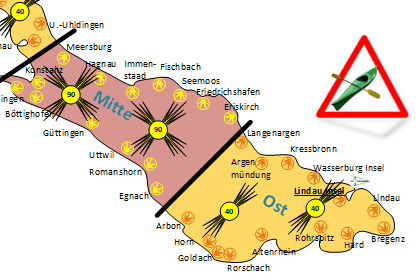 40
U.-Uhldingen
Meersburg
Konstanz
Hagnau
Immen-
staad
Fischbach
Seemoos
Friedrichshafen
Eriskirch
90
Mitte
90
Böttighofen
Güttingen
Uttwil
Romanshorn
Egnach
Langenargen
Kressbronn
Argen
mündung
Wasserburg Insel
Lindau Insel
Lindau
40
Ost
40
Arbon
Horn
Goldach
Rorschach
Altenrhein
Rohrspitz
Hard
Bregenz